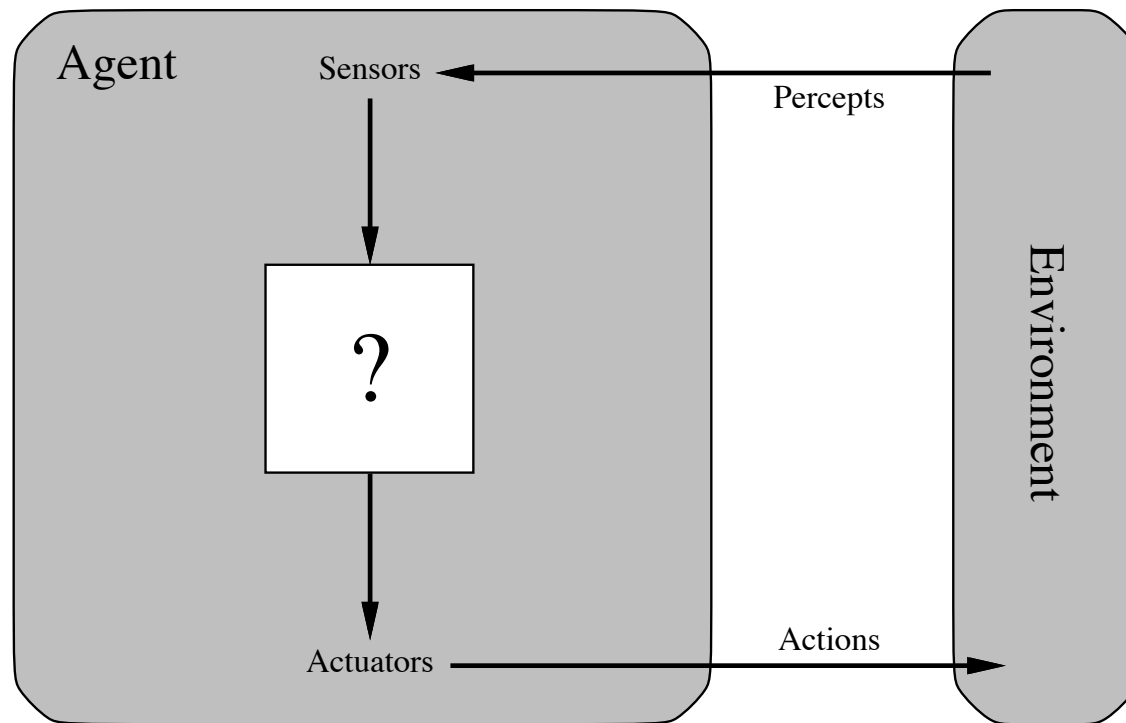 Agent
Sensors
Percepts
?
Environment
Actuators
Actions